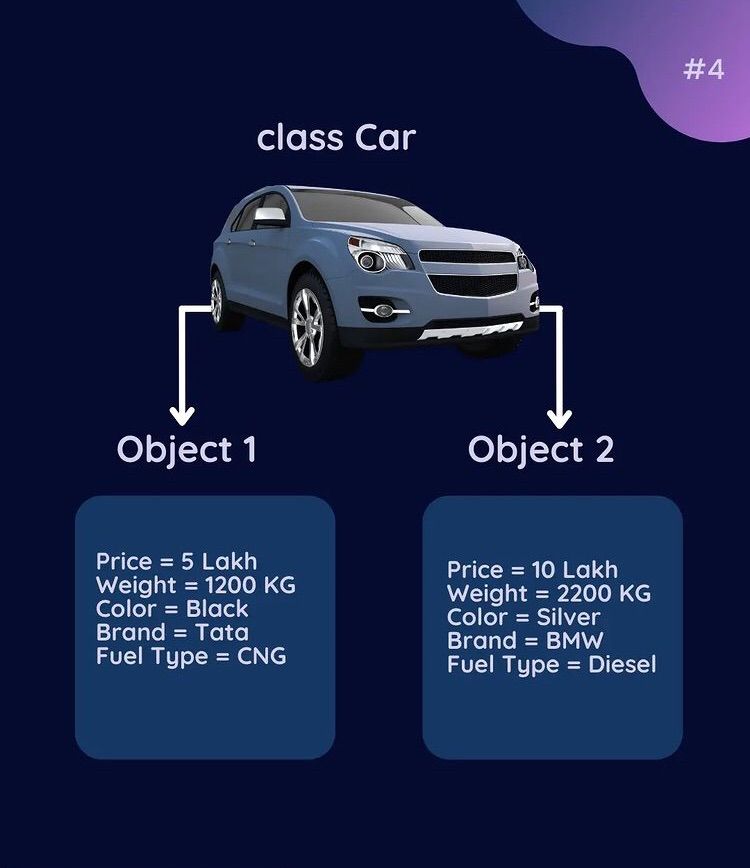 #4
class Car
Object 1
Price = 5 Lakh
Weight = 1200 KG
Color = Black
Brand = Tata
Fuel Type = CNG
Object 2
Price = 10 Lakh
Weight = 2200 KG
Color = Silver
Brand = BMW
Fuel Type = Diesel